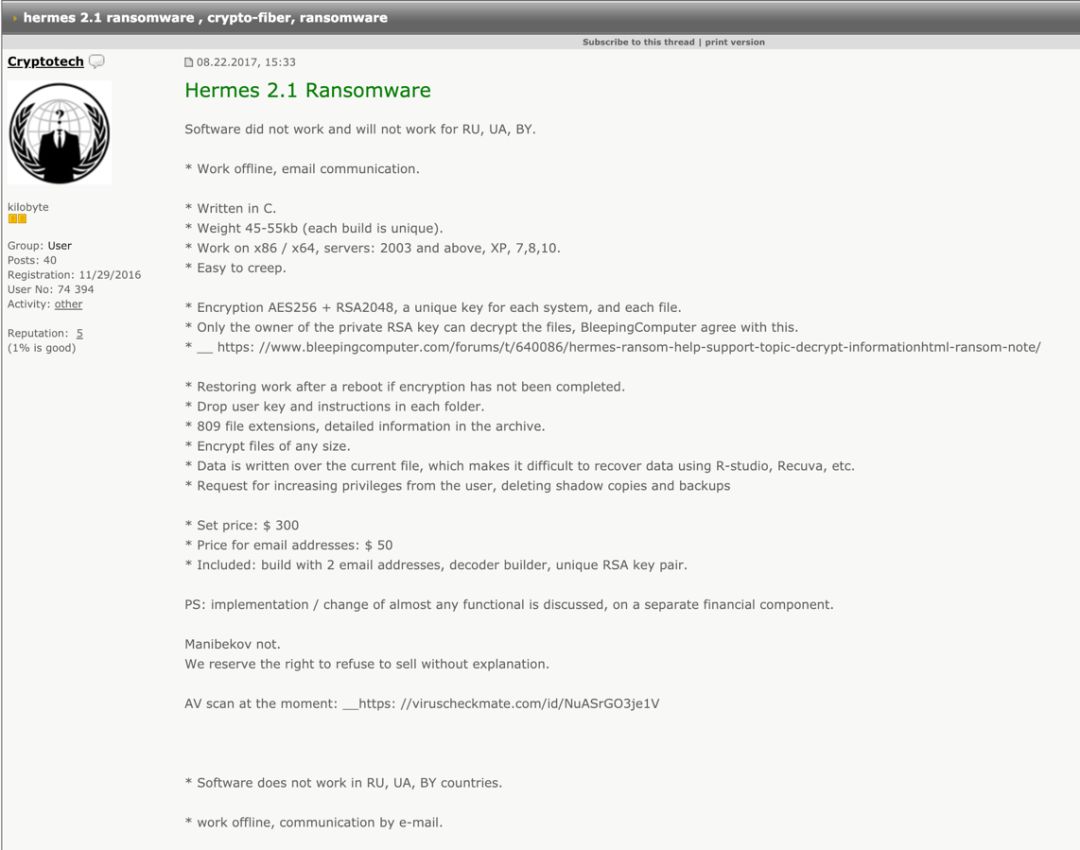 hermes 2.1 ransomware , crypto-fiber, ransomware
Subscribe to this thread | print version
Cryptotech
08.22.2017, 15:33
Hermes 2.1 Ransomware
Software did not work and will not work for RU, UA, BY.
* Work offline, email communication.
kilobyte
Group: User
Posts: 40
Registration: 11/29/2016
User No: 74 394
Activity: other
Reputation: 5
(1% is good)
* Written in C.
* Weight 45-55kb (each build is unique).
* Work on x86 / x64, servers: 2003 and above, XP, 7,8,10.
* Easy to creep.
* Encryption AES256 + RSA2048, a unique key for each system, and each file.
* Only the owner of the private RSA key can decrypt the files, BleepingComputer agree with this.
* __ https: //www.bleepingcomputer.com/forums/t/640086/hermes-ransom-help-support-topic-decrypt-informationhtml-ransom-note/
* Restoring work after a reboot if encryption has not been completed.
* Drop user key and instructions in each folder.
* 809 file extensions, detailed information in the archive.
* Encrypt files of any size.
* Data is written over the current file, which makes it difficult to recover data using R-studio, Recuva, etc.
* Request for increasing privileges from the user, deleting shadow copies and backups
* Set price: $ 300
* Price for email addresses: $ 50
* Included: build with 2 email addresses, decoder builder, unique RSA key pair.
PS: implementation / change of almost any functional is discussed, on a separate financial component.
Manibekov not.
We reserve the right to refuse to sell without explanation.
AV scan at the moment: __https: //viruscheckmate.com/id/NuASrGO3je1V
* Software does not work in RU, UA, BY countries.
* work offline, communication by e-mail.